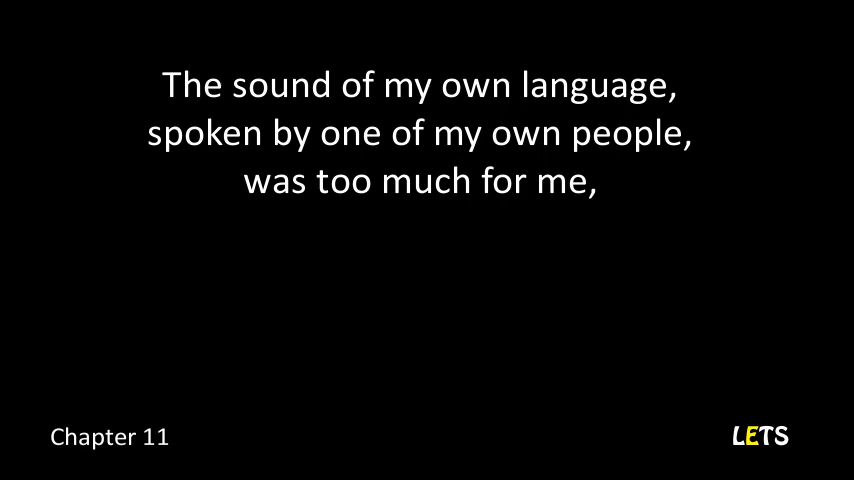 The sound of my own language,
spoken by one of my own people,
was too much for me,
Chapter 11
LETS